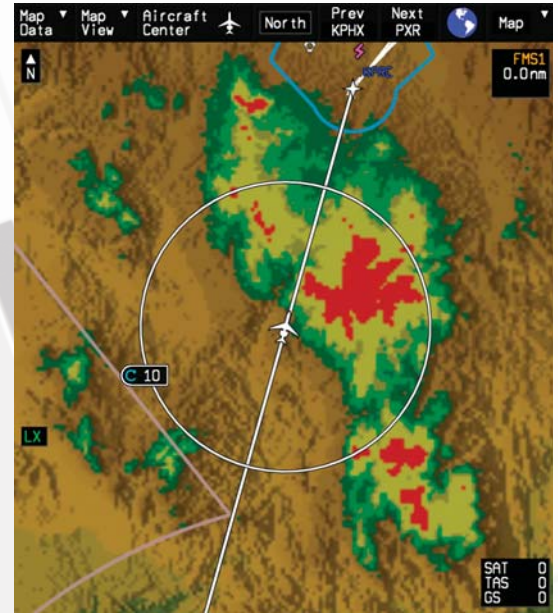 Map Data
Map View
Aircraft Center
North
Prev KPHX
Next PXR
Map
N
FMS1
0.0nm
C 10
LX
SAT 0
TAS 0
GS 0